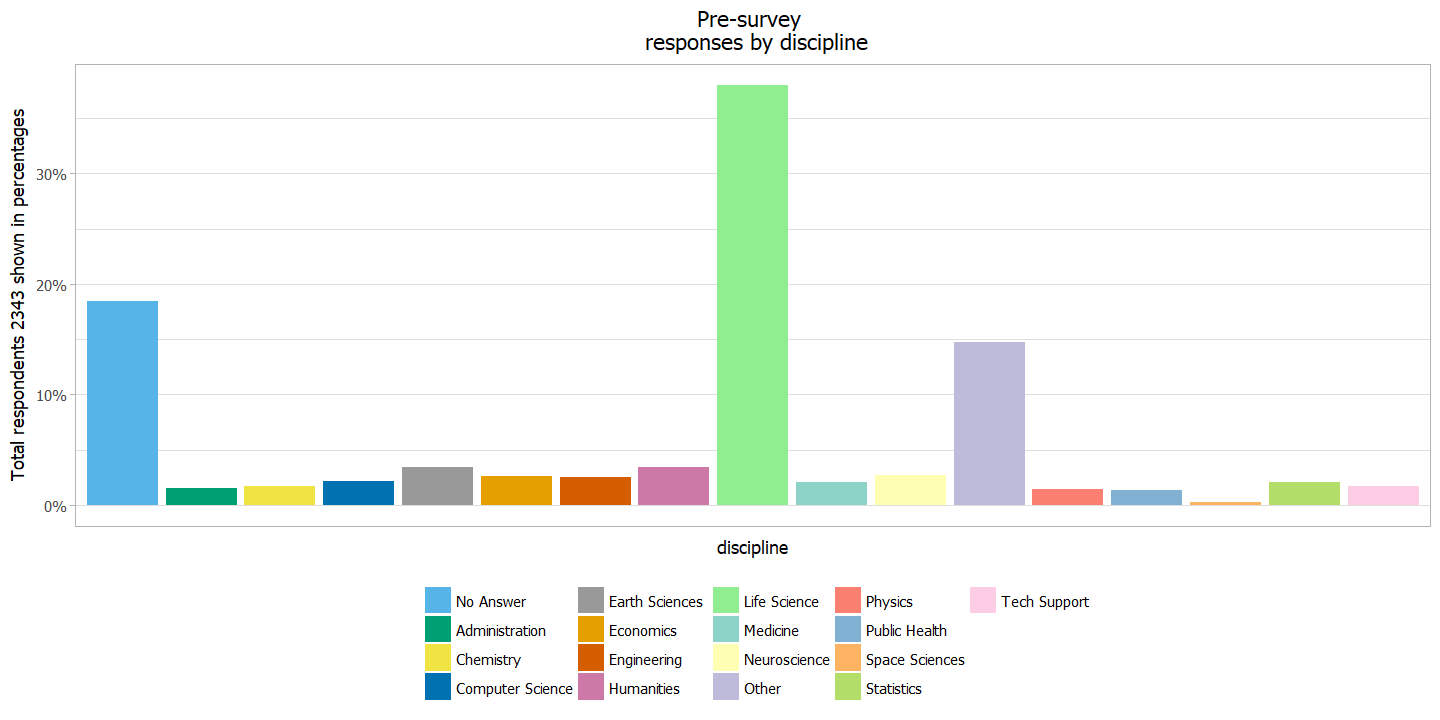 Pre-survey
responses by discipline
Total respondents 2343 shown in percentages
30%
20%
10%
0%
discipline
No Answer
Administration
Chemistry
Computer Science
Earth Sciences
Economics
Engineering
Humanities
Life Science
Medicine
Neuroscience
Other
Physics
Public Health
Space Sciences
Statistics
Tech Support